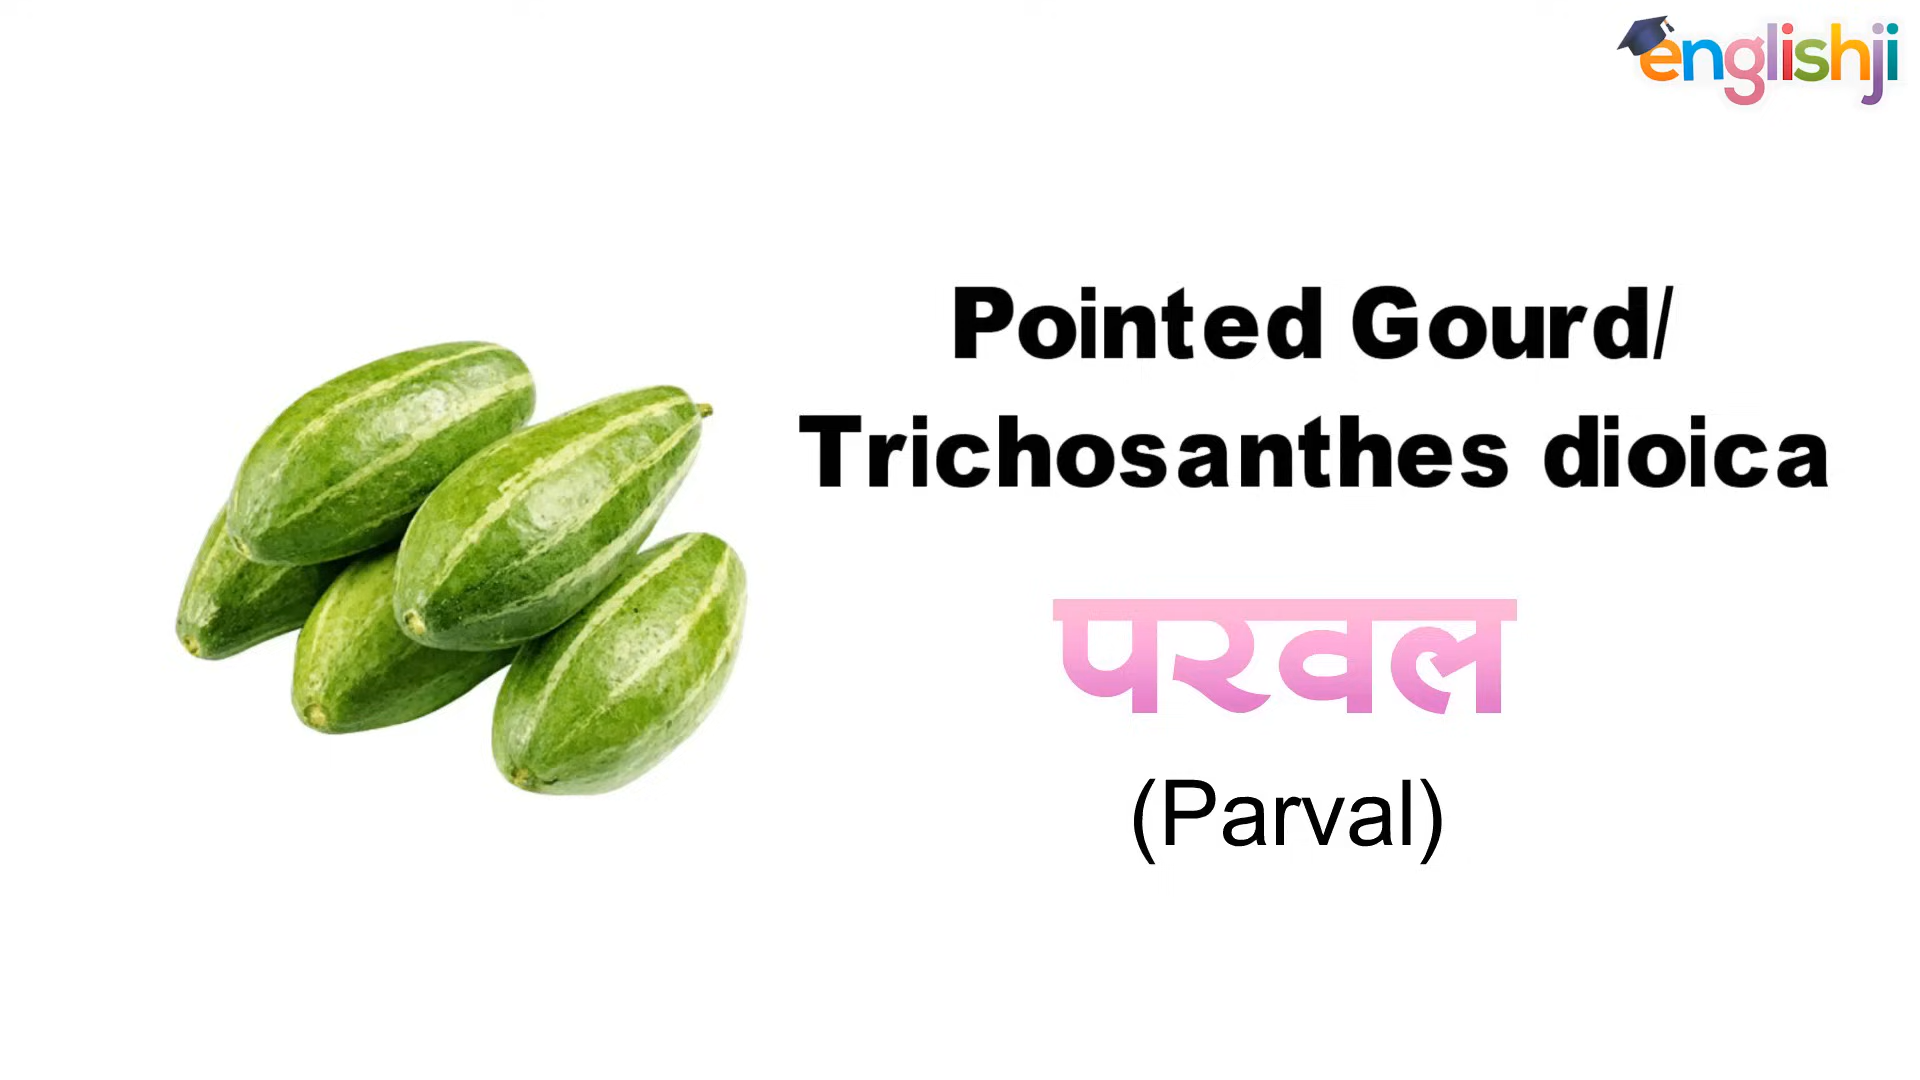 englishji
Pointed Gourd/
Trichosanthes dioica
परवल
(Parval)